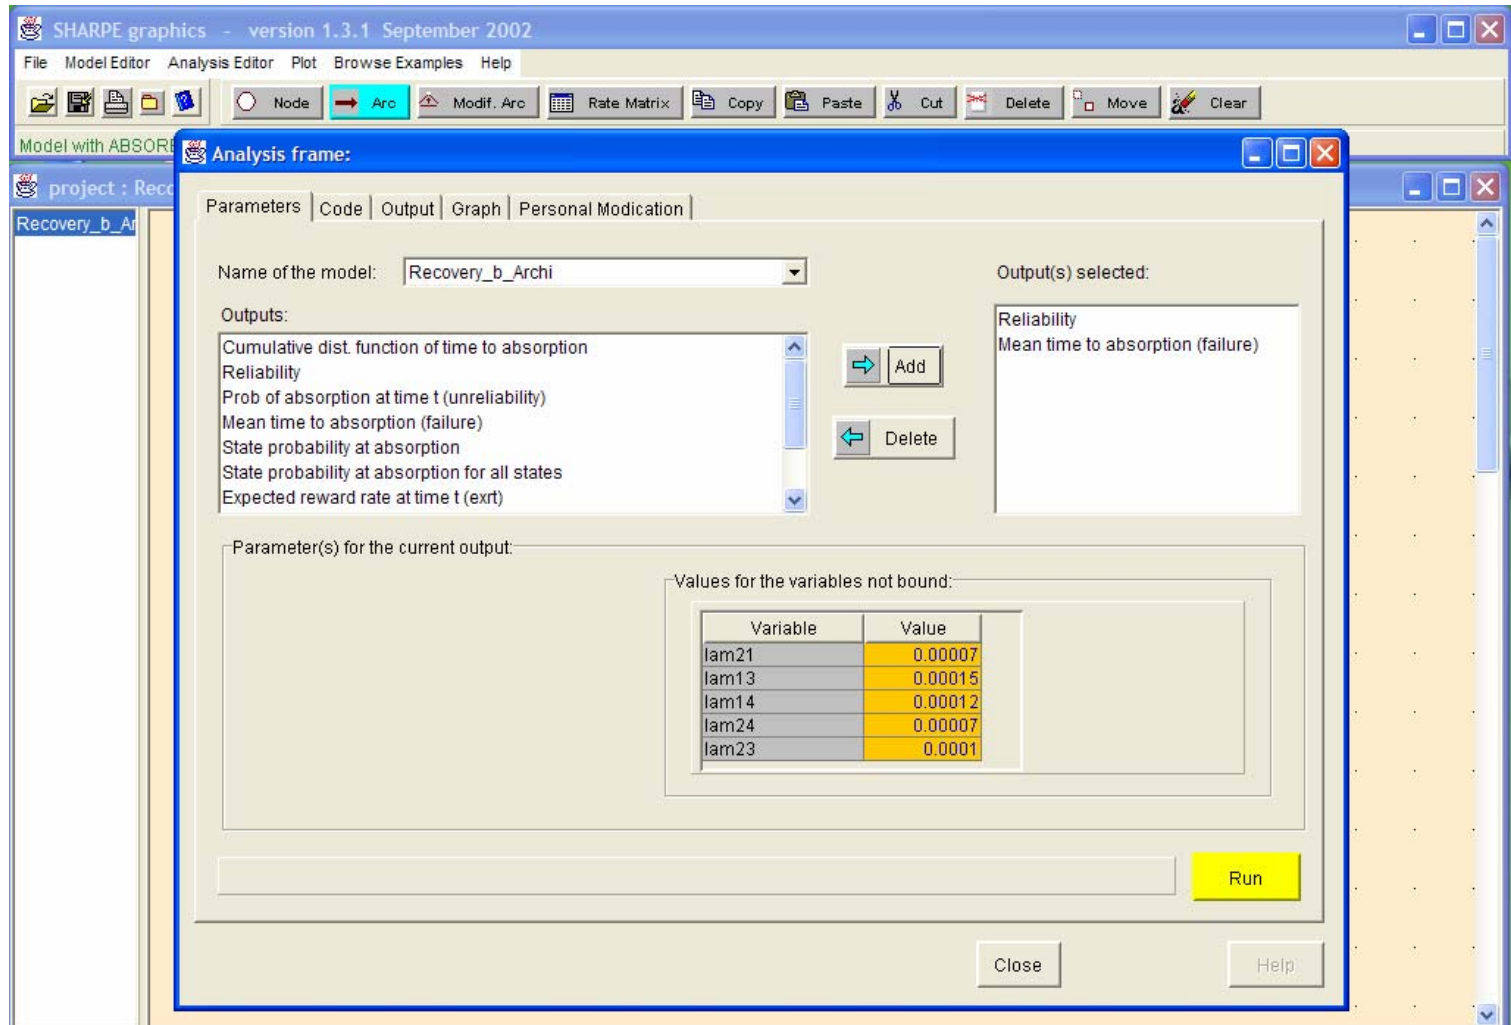 SHARPE graphics - version 1.3.1 September 2002
File Model Editor Analysis Editor Plot Browse Examples Help
Node Arc Modif. Arc Rate Matrix Copy Paste Cut Delete Move Clear
Model with ABSORB
Analysis frame:
project : Reco
Recovery_b_Ar
Parameters Code Output Graph Personal Modication
Name of the model: Recovery_b_Archi
Output(s) selected:
Reliability
Mean time to absorption (failure)
Outputs:
Cumulative dist. function of time to absorption
Reliability
Prob of absorption at time t (unreliability)
Mean time to absorption (failure)
State probability at absorption
State probability at absorption for all states
Expected reward rate at time t (exrt)
Add
Delete
Parameter(s) for the current output:
Values for the variables not bound:
Variable Value
lam21 0.00007
lam13 0.00015
lam14 0.00012
lam24 0.00007
lam23 0.0001
Run
Close Help